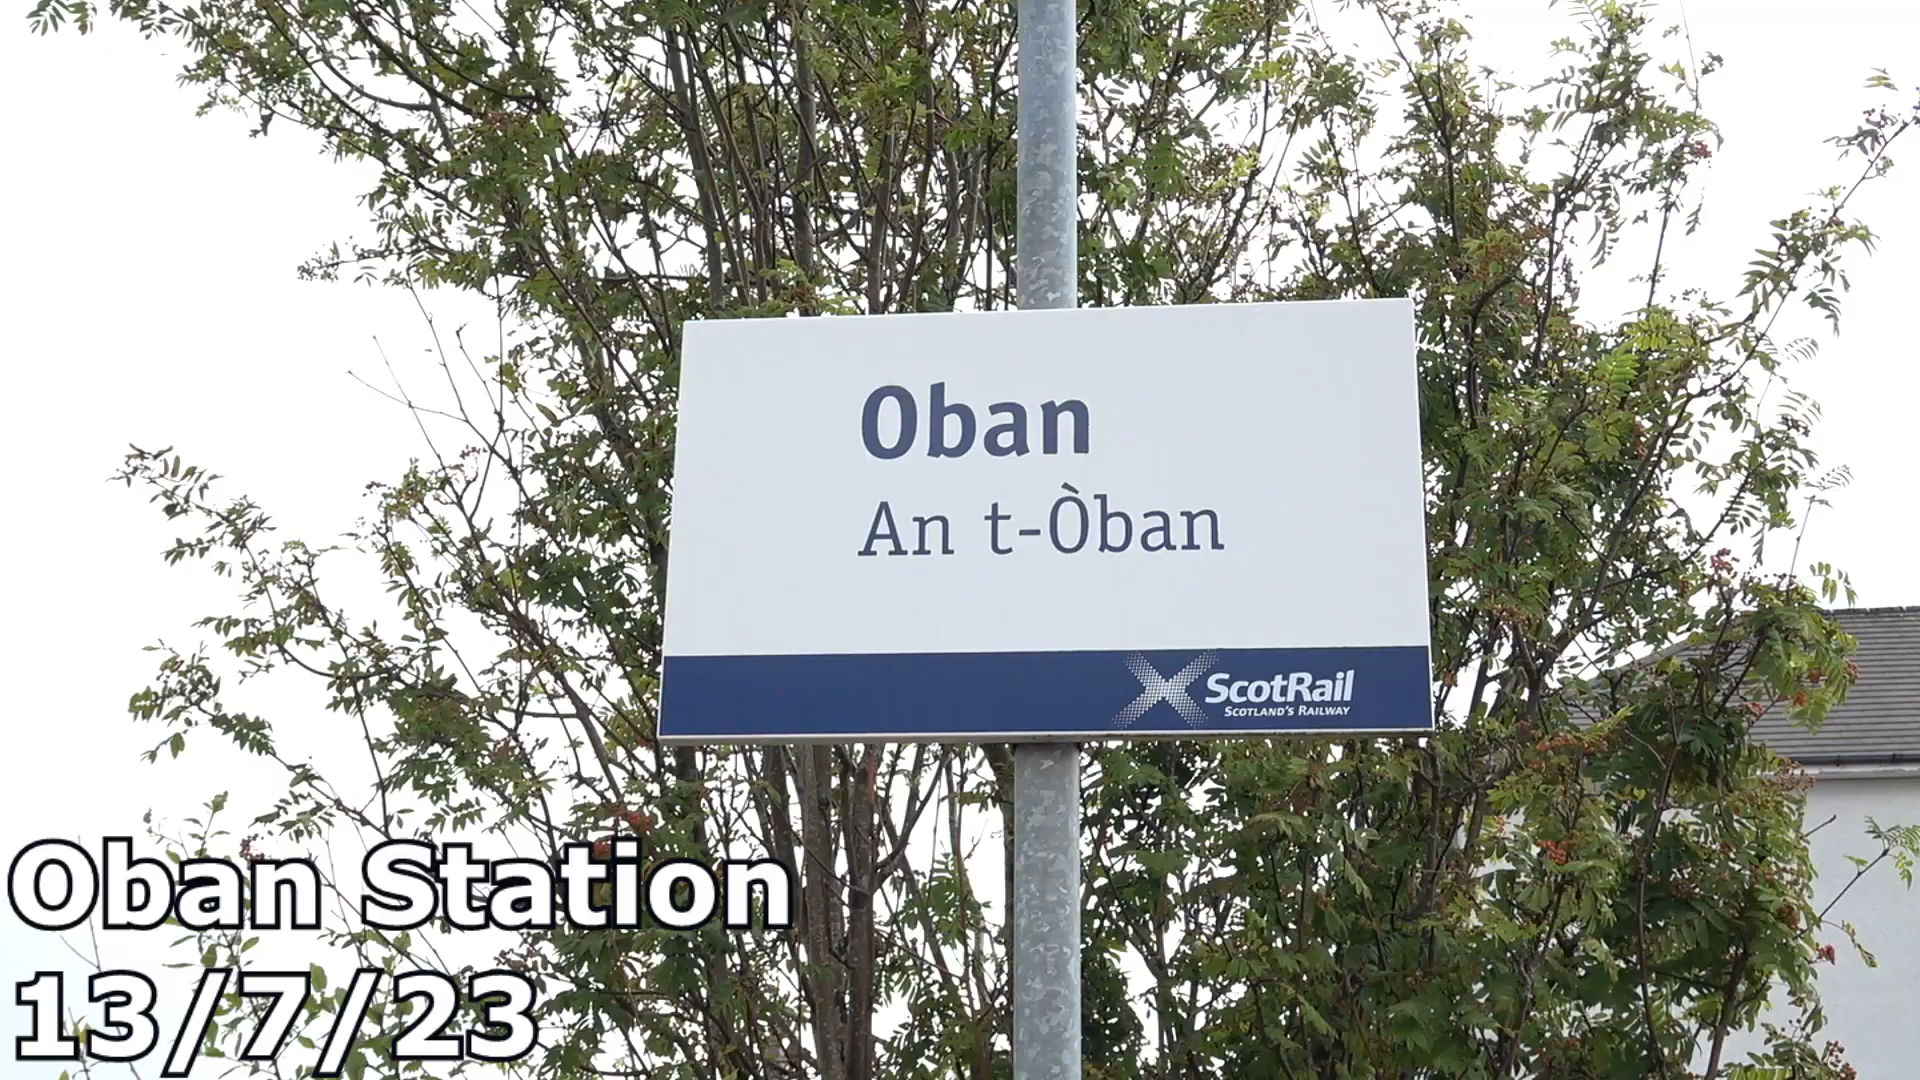 Oban
An t-Òban
ScotRail
SCOTLAND'S RAILWAY
Oban Station
13/7/23